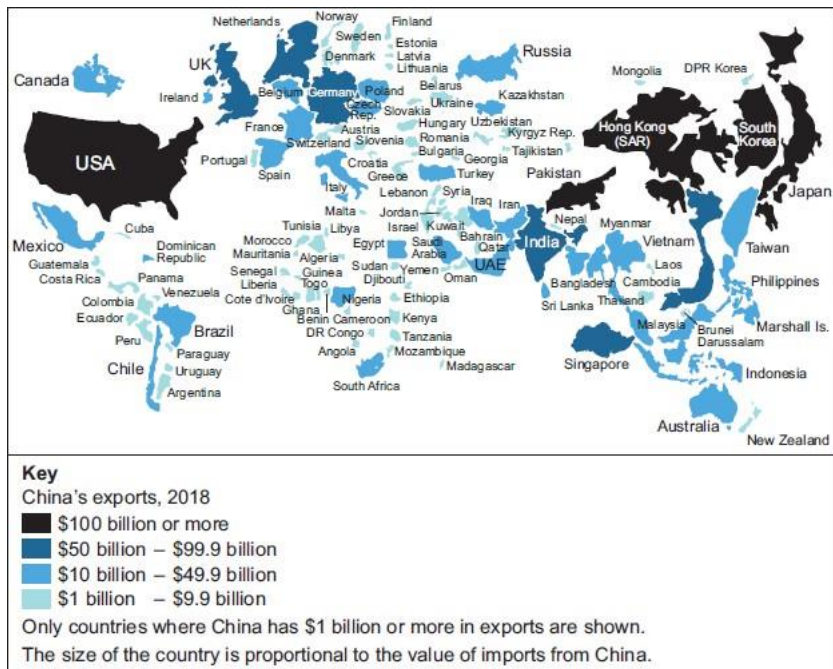 Netherlands
Norway
Finland
Sweden
Estonia
Denmark
Latvia
Lithuania
UK
Russia
Canada
Ireland
Belgium
Germany
Poland
Belarus
Mongolia
DPR Korea
Czech
Rep.
Ukraine
Kazakhstan
Slovakia
France
Austria
Hungary
Uzbekistan
Switzerland
Slovenia
Romania
Kyrgyz Rep.
Hong Kong
(SAR)
South
Korea
USA
Portugal
Croatia
Bulgaria
Tajikistan
Georgia
Spain
Greece
Turkey
Pakistan
Japan
Italy
Lebanon
Syria
Iraq
Iran
Malta
Jordan
Nepal
Cuba
Tunisia
Libya
Israel
Kuwait
Bahrain
Myanmar
Mexico
Dominican
Republic
Morocco
Egypt
Saudi
Arabia
Qatar
India
Vietnam
Taiwan
Guatemala
Mauritania
Algeria
UAE
Laos
Costa Rica
Panama
Senegal
Guinea
Sudan
Yemen
Oman
Bangladesh
Cambodia
Philippines
Colombia
Venezuela
Liberia
Togo
Djibouti
Sri Lanka
Thailand
Cote d'Ivoire
Nigeria
Ethiopia
Ecuador
Ghana
Benin
Cameroon
Kenya
Malaysia
Brunei
Darussalam
Marshall Is.
Peru
Brazil
DR Congo
Tanzania
Singapore
Chile
Paraguay
Angola
Mozambique
Indonesia
Uruguay
South Africa
Madagascar
Argentina
Australia
New Zealand
Key
China's exports, 2018
$100 billion or more
$50 billion – $99.9 billion
$10 billion – $49.9 billion
$1 billion – $9.9 billion
Only countries where China has $1 billion or more in exports are shown.
The size of the country is proportional to the value of imports from China.